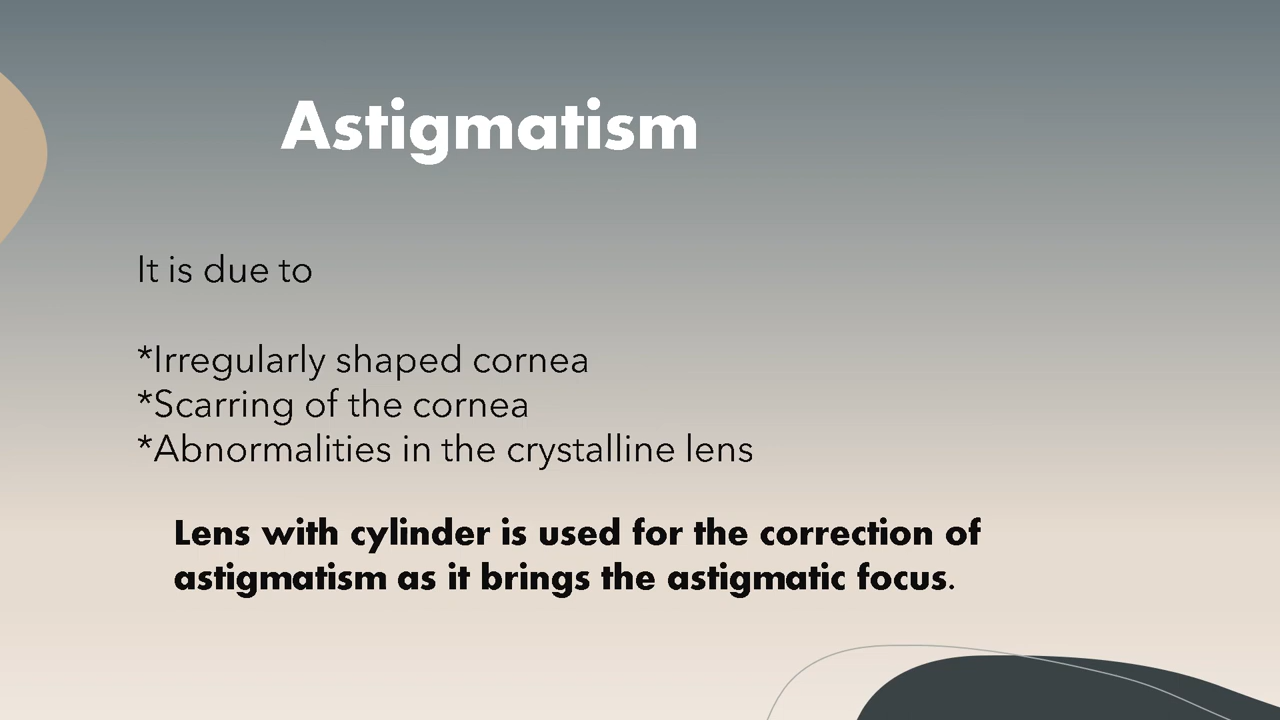 Astigmatism
It is due to
*Irregularly shaped cornea
*Scarring of the cornea
*Abnormalities in the crystalline lens
Lens with cylinder is used for the correction of
astigmatism as it brings the astigmatic focus.